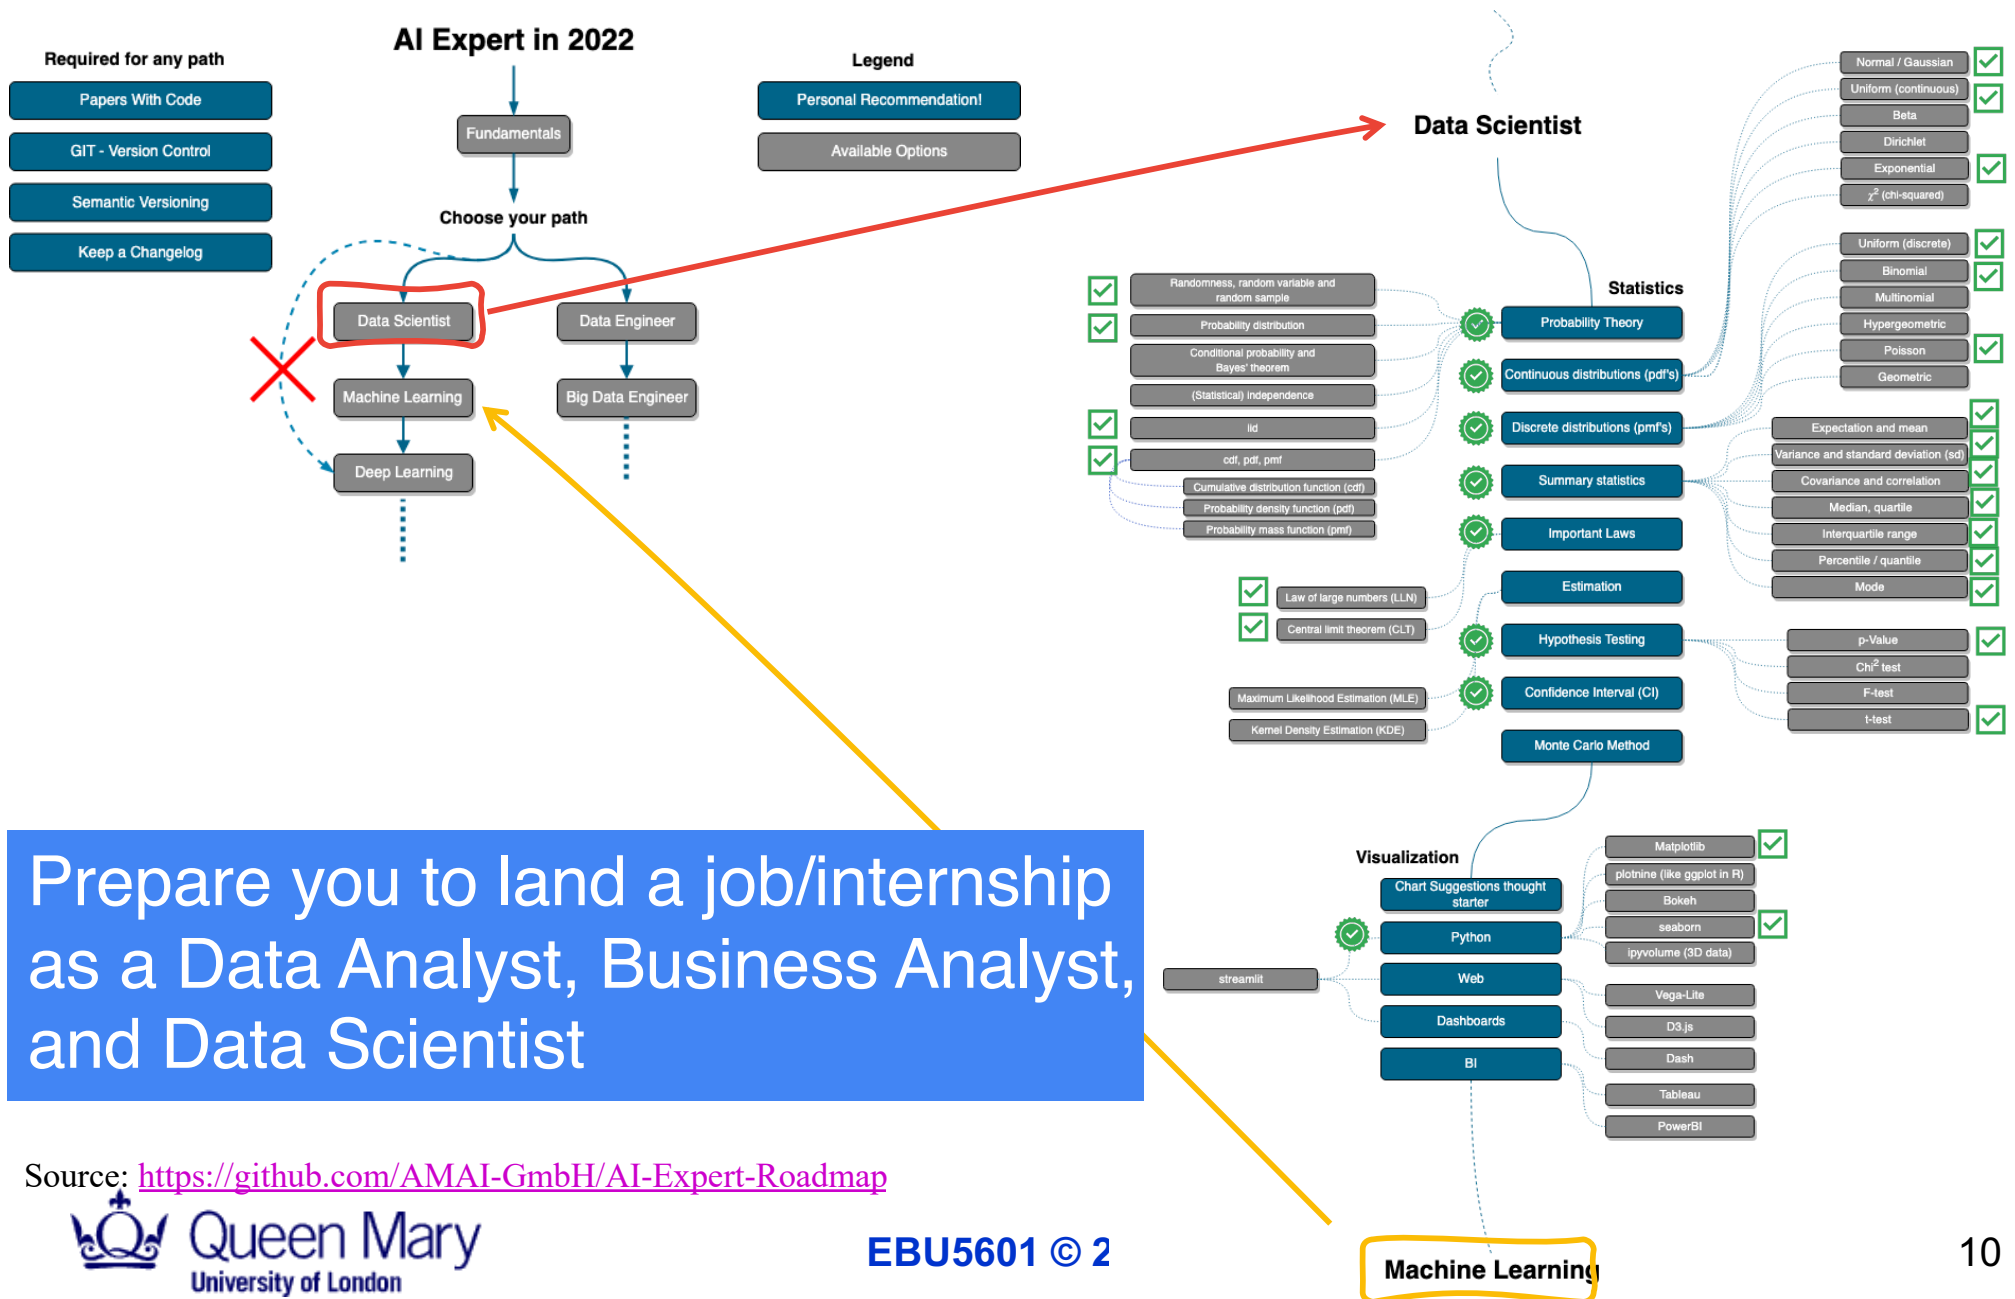 AI Expert in 2022
Required for any path
Papers With Code
GIT - Version Control
Semantic Versioning
Keep a Changelog
Legend
Personal Recommendation!
Available Options
Fundamentals
Choose your path
Data Scientist
Machine Learning
Deep Learning
Data Engineer
Big Data Engineer
Data Scientist
Statistics
Probability Theory
Randomness, random variable and
random sample
Probability distribution
Conditional probability and
Bayes' theorem
(Statistical) independence
iid
cdf, pdf, pmf
Cumulative distribution function (cdf)
Probability density function (pdf)
Probability mass function (pmf)
Continuous distributions (pdf's)
Normal / Gaussian
Uniform (continuous)
Beta
Dirichlet
Exponential
χ² (chi-squared)
Discrete distributions (pmf's)
Uniform (discrete)
Binomial
Multinomial
Hypergeometric
Poisson
Geometric
Summary statistics
Expectation and mean
Variance and standard deviation (sd)
Covariance and correlation
Median, quartile
Interquartile range
Percentile / quantile
Mode
Important Laws
Law of large numbers (LLN)
Central limit theorem (CLT)
Estimation
Maximum Likelihood Estimation (MLE)
Kernel Density Estimation (KDE)
Hypothesis Testing
p-Value
Chi² test
F-test
t-test
Confidence Interval (CI)
Monte Carlo Method
Visualization
Chart Suggestions thought
starter
Python
Matplotlib
plotnine (like ggplot in R)
Bokeh
seaborn
ipyvolume (3D data)
Web
streamlit
Vega-Lite
D3.js
Dashboards
Dash
BI
Tableau
PowerBI
Machine Learning
Prepare you to land a job/internship
as a Data Analyst, Business Analyst,
and Data Scientist
Source: https://github.com/AMAI-GmbH/AI-Expert-Roadmap
Queen Mary
University of London
EBU5601 © 2
10